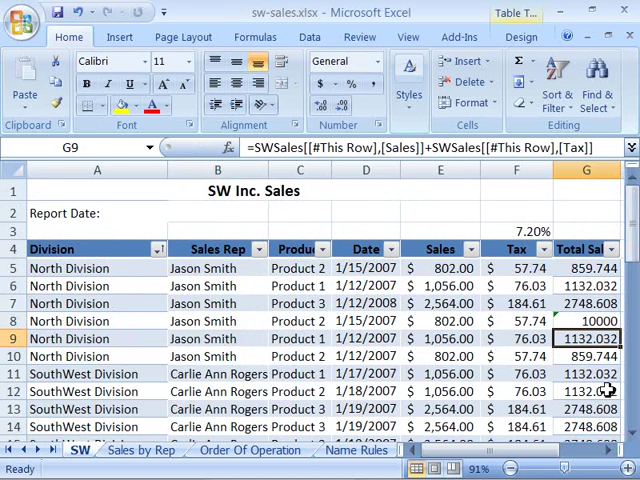 sw-sales.xlsx - Microsoft Excel
Table T...
Home Insert Page Layout Formulas Data Review View Add-Ins Design
Calibri 11 General Insert Σ
Delete
Format
Paste Styles Sort & Filter Find & Select
Clipboard Font Alignment Number Cells Editing
G9 fx =SWSales[[#This Row],[Sales]]+SWSales[[#This Row],[Tax]]
A B C D E F G
1 SW Inc. Sales
2 Report Date:
3 7.20%
4 Division Sales Rep Produc Date Sales Tax Total Sal
5 North Division Jason Smith Product 2 1/15/2007 $ 802.00 $ 57.74 859.744
6 North Division Jason Smith Product 1 1/12/2007 $ 1,056.00 $ 76.03 1132.032
7 North Division Jason Smith Product 3 1/12/2008 $ 2,564.00 $ 184.61 2748.608
8 North Division Jason Smith Product 2 1/15/2007 $ 802.00 $ 57.74 10000
9 North Division Jason Smith Product 1 1/12/2007 $ 1,056.00 $ 76.03 1132.032
10 North Division Jason Smith Product 2 1/12/2007 $ 802.00 $ 57.74 859.744
11 SouthWest Division Carlie Ann Rogers Product 1 1/17/2007 $ 1,056.00 $ 76.03 1132.032
12 SouthWest Division Carlie Ann Rogers Product 1 1/18/2007 $ 1,056.00 $ 76.03
13 SouthWest Division Carlie Ann Rogers Product 3 1/19/2007 $ 2,564.00 $ 184.61 2748.608
14 SouthWest Division Carlie Ann Rogers Product 3 1/17/2007 $ 2,564.00 $ 184.61 2748.608
SW Sales by Rep Order Of Operation Name Rules
Ready 91%